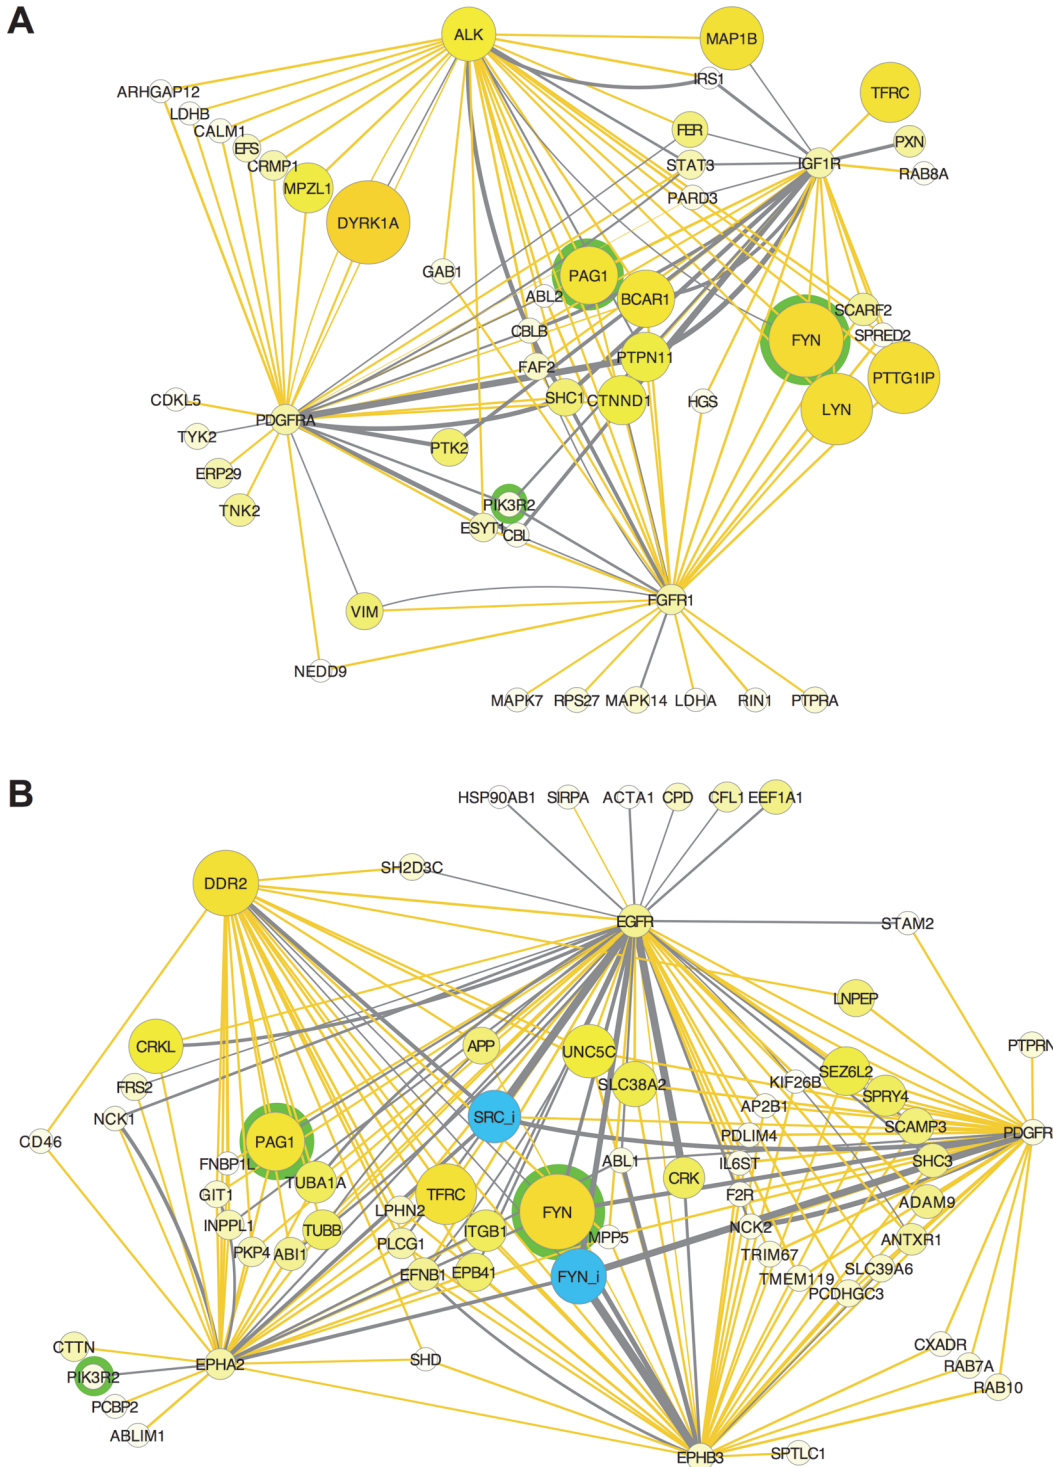 A
ALK
MAP1B
IRS1
ARHGAP12
TFRC
LDHB
CALM1
FER
PXN
EFS
CRMP1
STAT3
IGF1R
RAB8A
MPZL1
PARD3
DYRK1A
GAB1
PAG1
ABL2
BCAR1
SCARF2
CBLB
FYN
SPRED2
PTPN11
FAF2
PTTG1IP
CDKL5
SHC1
CTNND1
HGS
LYN
PDGFRA
TYK2
PTK2
ERP29
PIK3R2
TNK2
ESYT1
CBL
FGFR1
VIM
NEDD9
MAPK7
RPS27
MAPK14
LDHA
RIN1
PTPRA
B
HSP90AB1
SIRPA
ACTA1
CPD
CFL1
EEF1A1
DDR2
SH2D3C
EGFR
STAM2
LNPEP
CRKL
APP
UNC5C
PTPRN
FRS2
SLC38A2
KIF26B
SEZ6L2
SPRY4
NCK1
SRC_i
AP2B1
SCAMP3
CD46
PAG1
PDLIM4
PDGFR
FNBP1L
ABL1
IL6ST
SHC3
TUBA1A
CRK
GIT1
TFRC
F2R
ADAM9
INPPL1
TUBB
LPHN2
ITGB1
FYN
NCK2
PKP4
ABI1
PLCG1
MPP5
TRIM67
ANTXR1
EFNB1
EPB41
FYN_i
TMEM119
SLC39A6
PCDHGC3
CTTN
EPHA2
SHD
CXADR
PIK3R2
RAB7A
PCBP2
RAB10
ABLIM1
EPHB3
SPTLC1